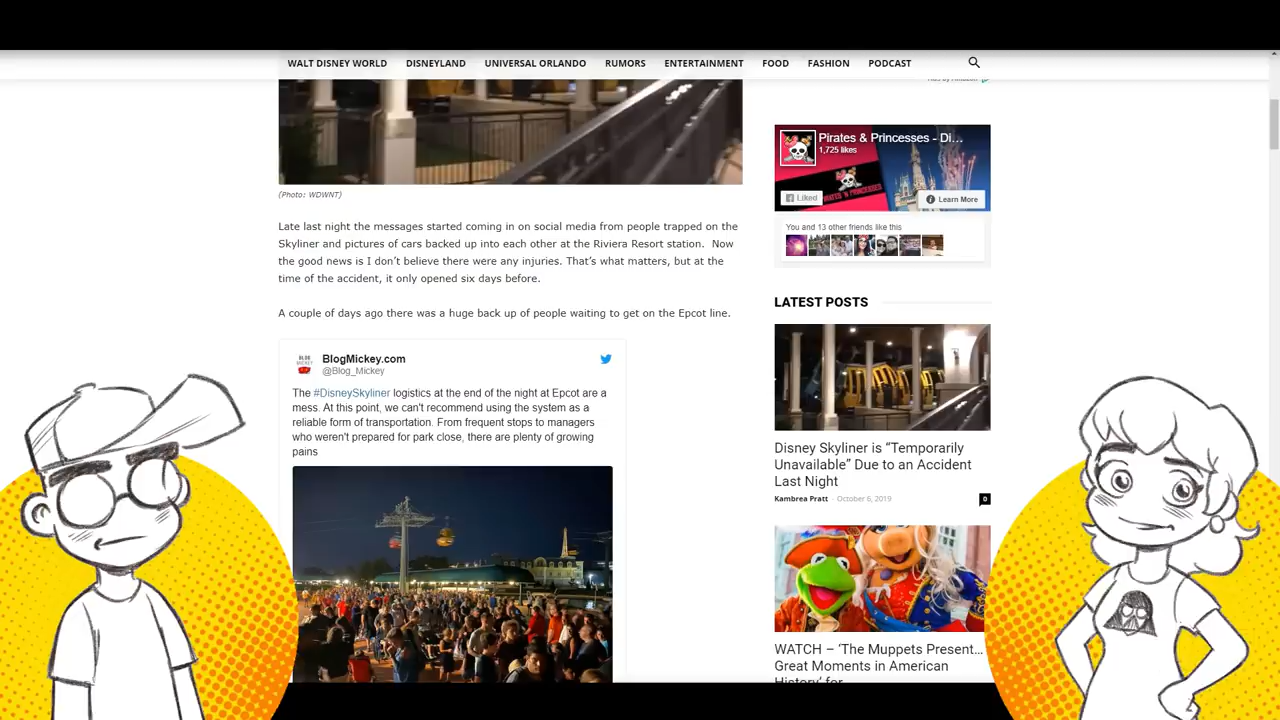 WALT DISNEY WORLD DISNEYLAND UNIVERSAL ORLANDO RUMORS ENTERTAINMENT FOOD FASHION PODCAST
(Photo: WDWNT)
Late last night the messages started coming in on social media from people trapped on the
Skyliner and pictures of cars backed up into each other at the Riviera Resort station. Now
the good news is I don't believe there were any injuries. That's what matters, but at the
time of the accident, it only opened six days before.
A couple of days ago there was a huge back up of people waiting to get on the Epcot line.
BLOG
MICKEY
BlogMickey.com
@Blog_Mickey
The #DisneySkyliner logistics at the end of the night at Epcot are a
mess. At this point, we can't recommend using the system as a
reliable form of transportation. From frequent stops to managers
who weren't prepared for park close, there are plenty of growing
pains
Pirates & Princesses - Di...
1,725 likes
Liked
Learn More
You and 13 other friends like this
LATEST POSTS
Disney Skyliner is “Temporarily
Unavailable” Due to an Accident
Last Night
Kambrea Pratt - October 6, 2019
0
WATCH – ‘The Muppets Present…
Great Moments in American
History’ for